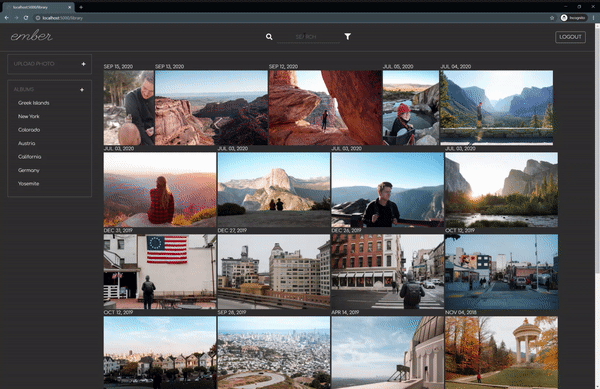 localhost:3000/library
Incognito
ember
SEARCH
LOGOUT
UPLOAD PHOTO +
ALBUMS +
Greek Islands
New York
Colorado
Austria
California
Germany
Yosemite
SEP 15, 2020 SEP 13, 2020 SEP 12, 2020 JUL 05, 2020 JUL 04, 2020
JUL 03, 2020 JUL 03, 2020 JUL 03, 2020 JUL 03, 2020
DEC 31, 2019 DEC 27, 2019 DEC 26, 2019 OCT 12, 2019
OCT 12, 2019 SEP 28, 2019 APR 14, 2019 NOV 04, 2018